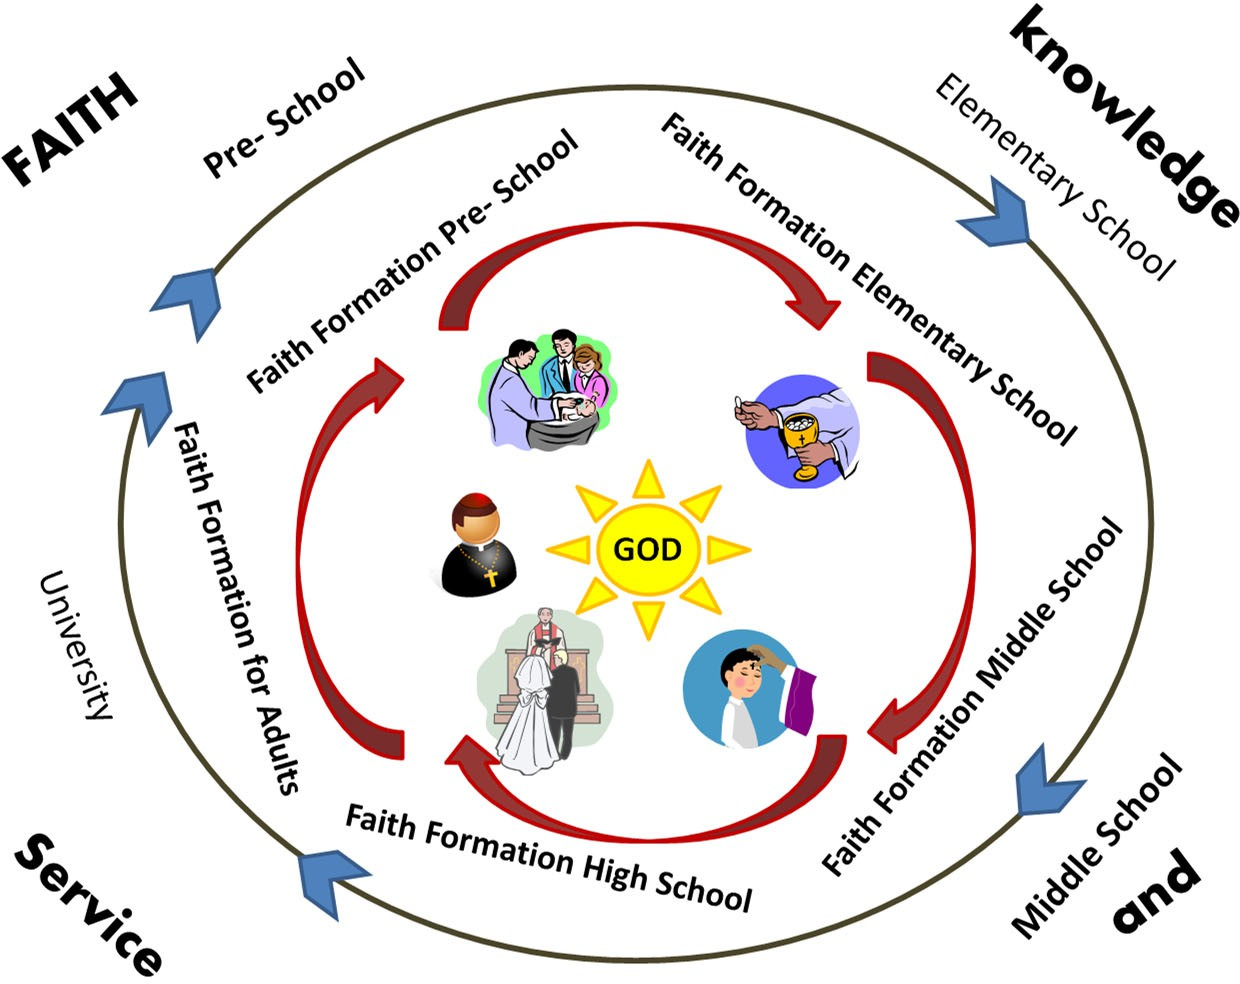 FAITH
Pre- School
knowledge
Elementary School
Faith Formation Pre- School
Faith Formation Elementary School
GOD
Faith Formation for Adults
University
Faith Formation Middle School
Middle School
and
Faith Formation High School
Service